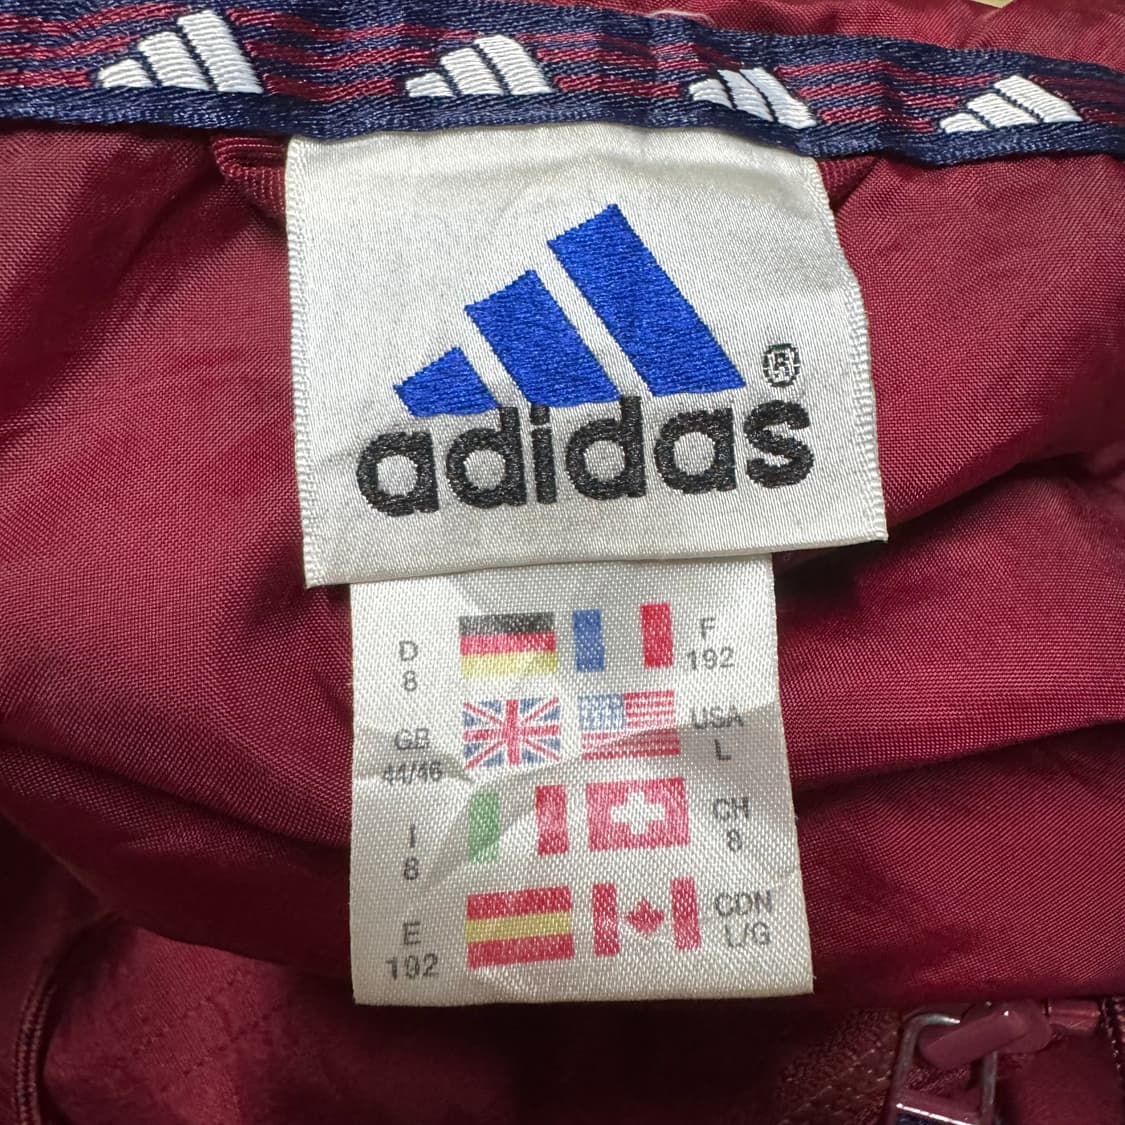 adidas®
D
8
F
192
GB
44/46
USA
L
I
8
CH
8
E
192
CDN
L/G